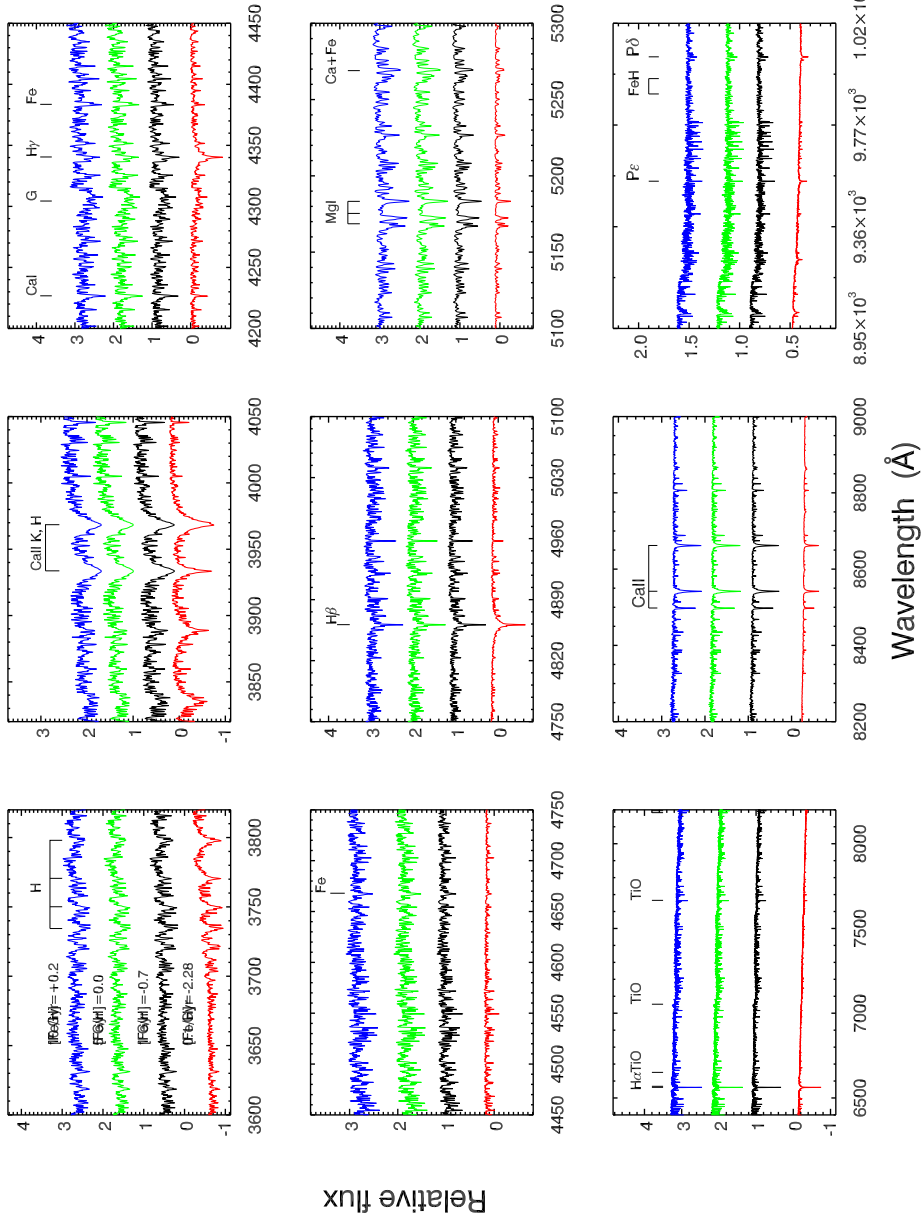 H
[Fe/H]=+0.2
[Fe/H]=0.0
[Fe/H]=-0.7
=-2.28
3
2
1
0
-1
3600 3650 3700 3750 3800
CaII K, H
3
2
1
0
-1
3850 3900 3950 4000 4050
CaI G Hγ Fe
4
3
2
1
0
4200 4250 4300 4350 4400 4450
Relative flux
Fe
4
3
2
1
0
4450 4500 4550 4600 4650 4700 4750
Hβ
4
3
2
1
0
4750 4820 4890 4960 5030 5100
MgI Ca+Fe
4
3
2
1
0
5100 5150 5200 5250 5300
HαTiO TiO TiO
4
3
2
1
0
-1
6500 7000 7500 8000
CaII
4
3
2
1
0
8200 8400 8600 8800 9000
Pε FeH Pδ
2.0
1.5
1.0
0.5
8.95×10³ 9.36×10³ 9.77×10³ 1.02×10
Wavelength (Å)